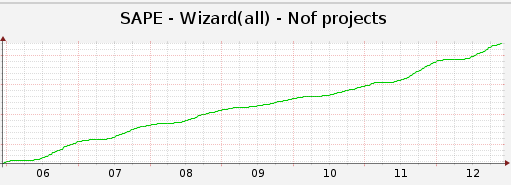 SAPE - Wizard(all) - Nof projects
06 07 08 09 10 11 12